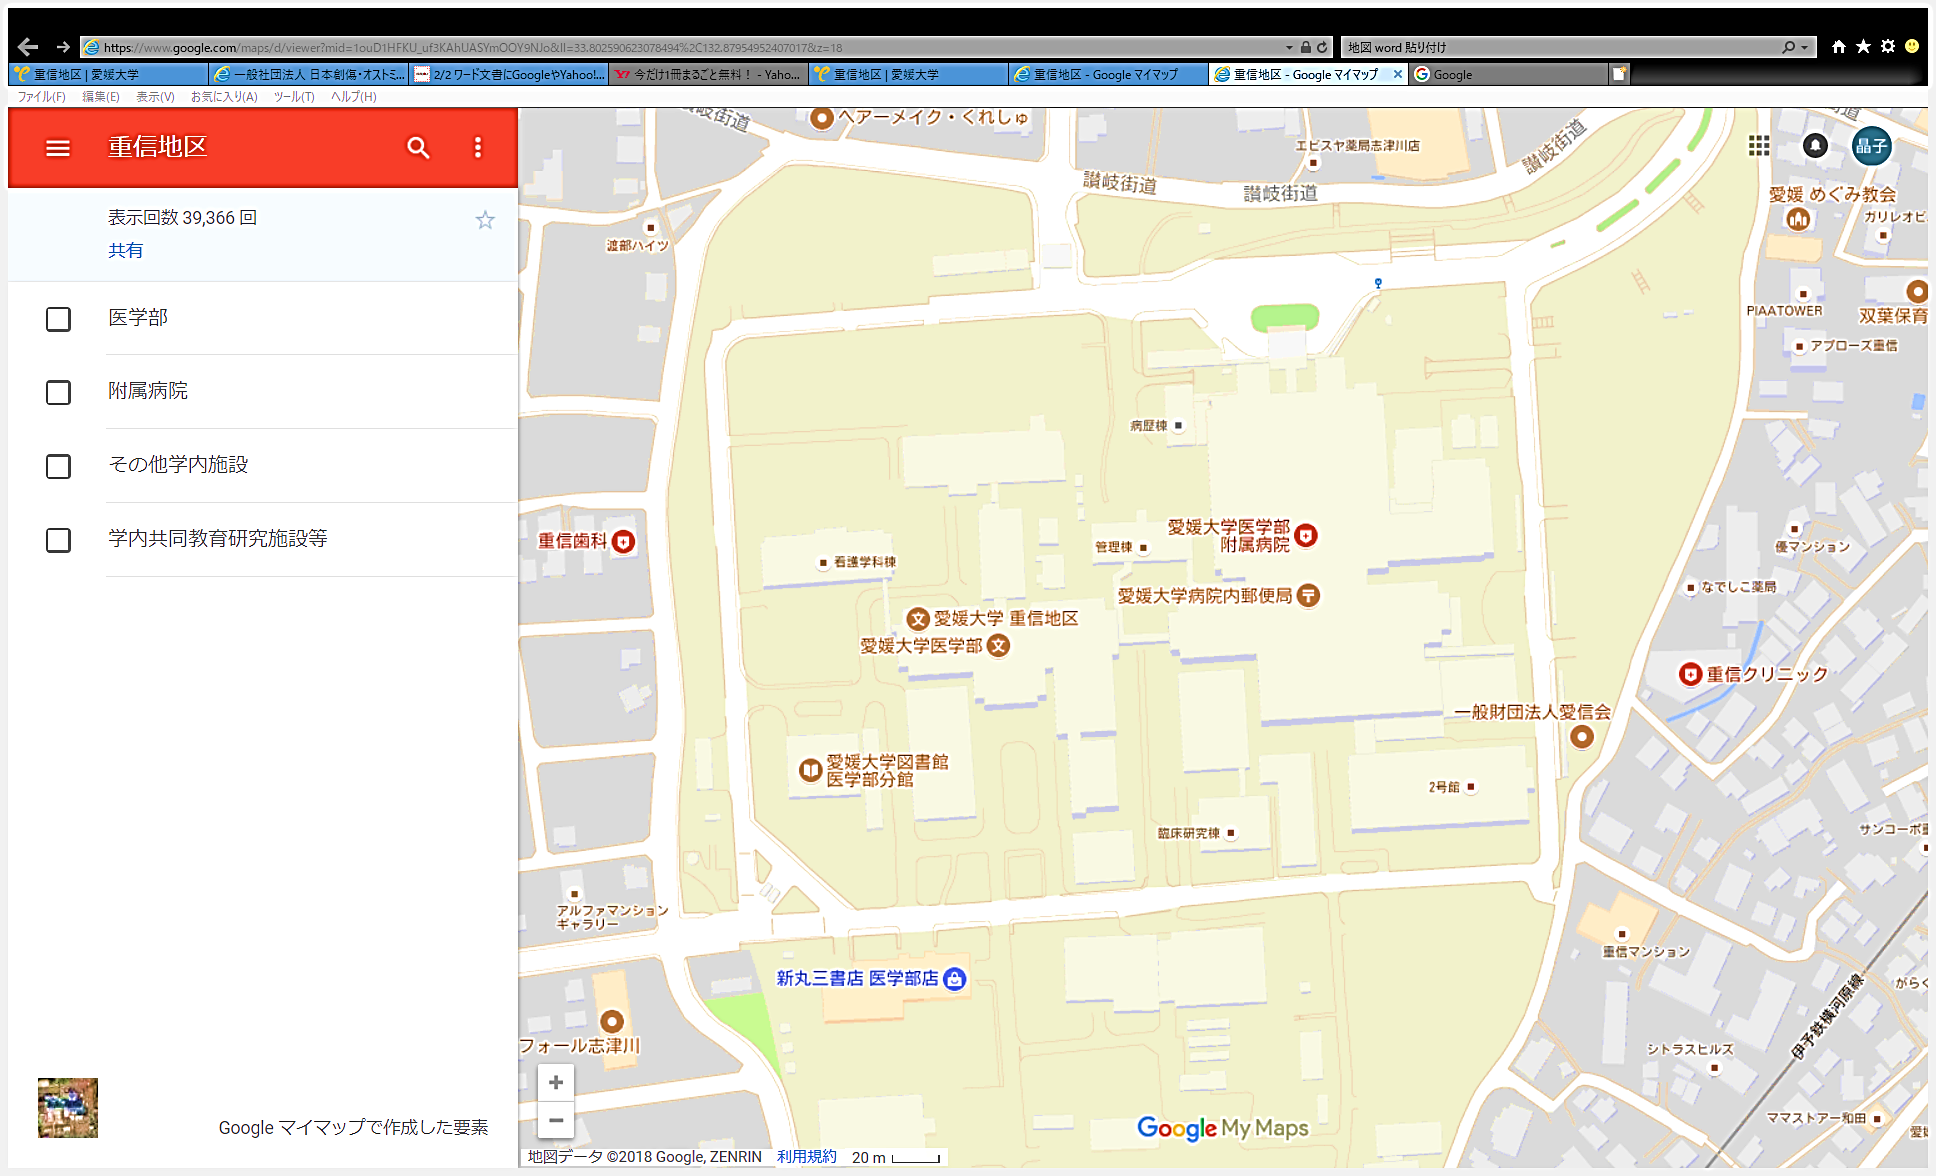 https://www.google.com/maps/d/viewer?mid=1ouD1HFKU_uf3KAhUASYmOOY9NJo&ll=33.802590623078494%2C132.87954952407017&z=18
地図 word 貼り付け
重信地区 | 愛媛大学
一般社団法人 日本創傷・オストミ...
2/2 ワード文書にGoogleやYahoo!...
今だけ1冊まるごと無料！ - Yaho...
重信地区 | 愛媛大学
重信地区 - Google マイマップ
重信地区 - Google マイマップ
Google
ファイル(F) 編集(E) 表示(V) お気に入り(A) ツール(T) ヘルプ(H)
重信地区
表示回数 39,366 回
共有
医学部
附属病院
その他学内施設
学内共同教育研究施設等
Google マイマップで作成した要素
ヘアーメイク・くれしゅ
エビスヤ薬局志津川店
讃岐街道
讃岐街道
讃岐街道
晶子
愛媛 めぐみ教会
ガリレオビ
渡部ハイツ
PIAATOWER
双葉保育
アプローズ重信
病歴棟
重信歯科
愛媛大学医学部
附属病院
管理棟
看護学科棟
優マンション
なでしこ薬局
愛媛大学病院内郵便局
愛媛大学 重信地区
愛媛大学医学部
重信クリニック
一般財団法人愛信会
愛媛大学図書館
医学部分館
2号館
臨床研究棟
サンコーポ重
アルファマンション
ギャラリー
重信マンション
新丸三書店 医学部店
がらく
伊予鉄横河原線
フォール志津川
シトラスヒルズ
ママストアー和田
愛媛
Google My Maps
地図データ ©2018 Google, ZENRIN 利用規約 20 m